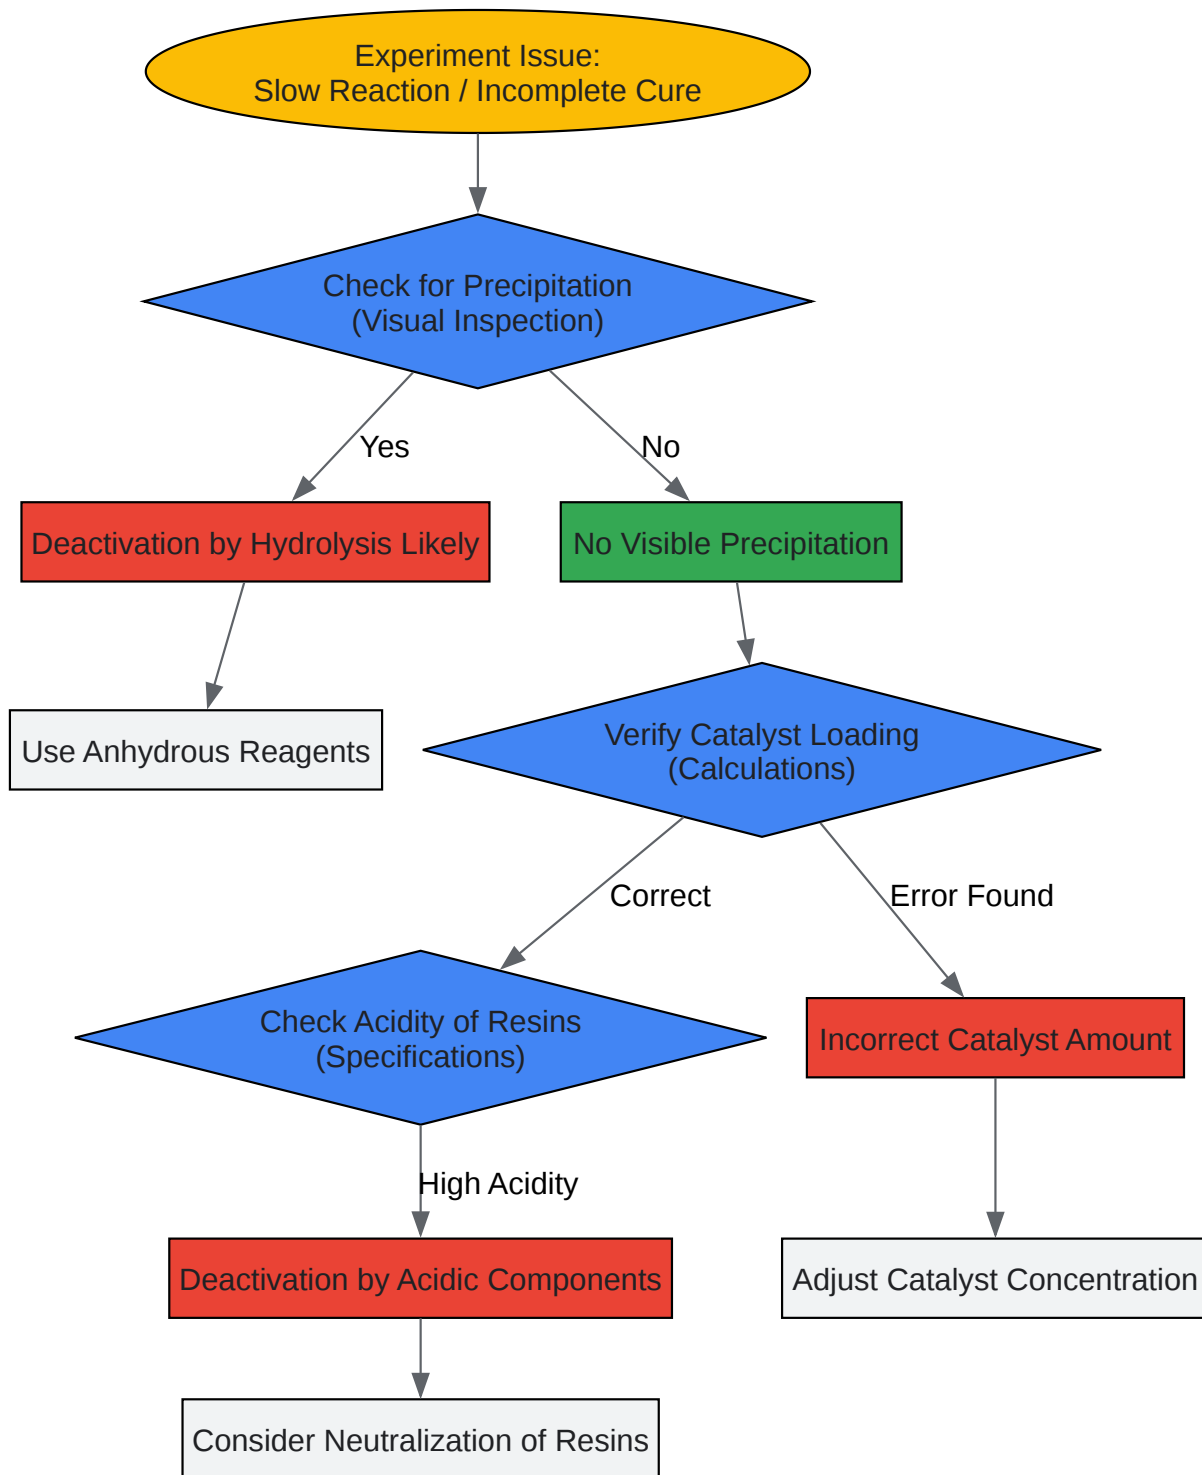 Experiment Issue:
Slow Reaction / Incomplete Cure
Check for Precipitation
(Visual Inspection)
Yes
No
Deactivation by Hydrolysis Likely
No Visible Precipitation
Use Anhydrous Reagents
Verify Catalyst Loading
(Calculations)
Correct
Error Found
Check Acidity of Resins
(Specifications)
Incorrect Catalyst Amount
High Acidity
Deactivation by Acidic Components
Adjust Catalyst Concentration
Consider Neutralization of Resins